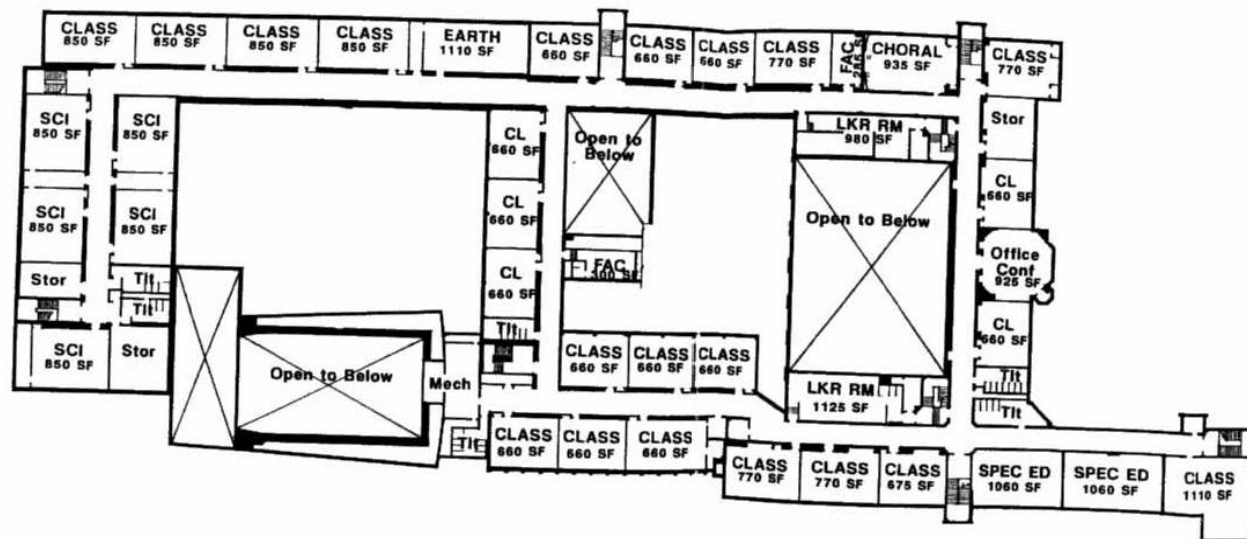 CLASS
850 SF
CLASS
850 SF
CLASS
850 SF
CLASS
850 SF
EARTH
1110 SF
CLASS
660 SF
CLASS
660 SF
CLASS
660 SF
CLASS
770 SF
FAC
CHORAL
935 SF
CLASS
770 SF
SCI
850 SF
SCI
850 SF
CL
660 SF
Open to
Below
LKR RM
980 SF
Stor
SCI
850 SF
SCI
850 SF
CL
660 SF
Open to Below
CL
660 SF
Stor
Tlt
CL
660 SF
FAC
300 SF
Office
Conf
925 SF
Tlt
SCI
850 SF
Stor
Open to Below
Mech
Tlt
CLASS
660 SF
CLASS
660 SF
CLASS
660 SF
CL
660 SF
LKR RM
1125 SF
Tlt
Tlt
Tlt
CLASS
660 SF
CLASS
660 SF
CLASS
660 SF
CLASS
770 SF
CLASS
770 SF
CLASS
675 SF
SPEC ED
1060 SF
SPEC ED
1060 SF
CLASS
1110 SF